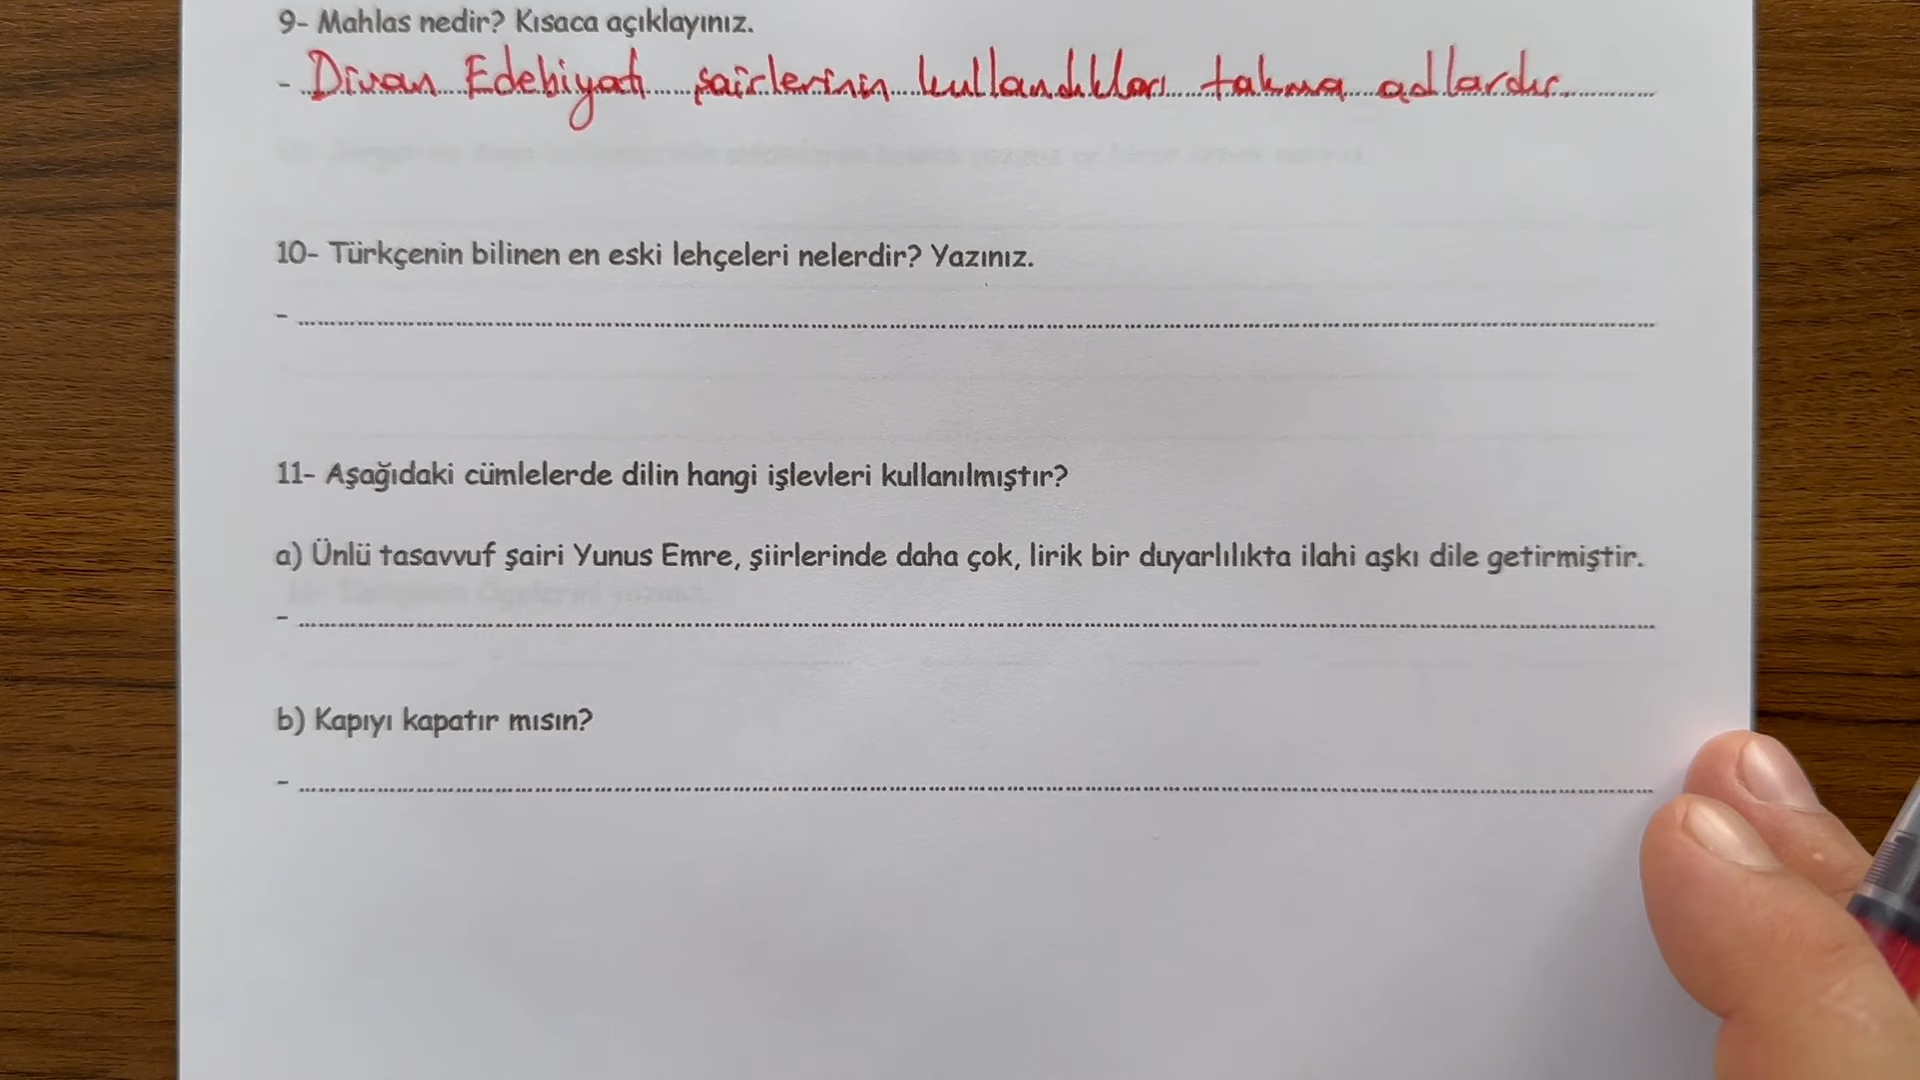 9- Mahlas nedir? Kısaca açıklayınız.
- Divan Edebiyatı şairlerinin kullandıkları takma adlardır.
10- Türkçenin bilinen en eski lehçeleri nelerdir? Yazınız.
- ........................................
11- Aşağıdaki cümlelerde dilin hangi işlevleri kullanılmıştır?
a) Ünlü tasavvuf şairi Yunus Emre, şiirlerinde daha çok, lirik bir duyarlılıkta ilahi aşkı dile getirmiştir.
- ........................................
b) Kapıyı kapatır mısın?
- ........................................